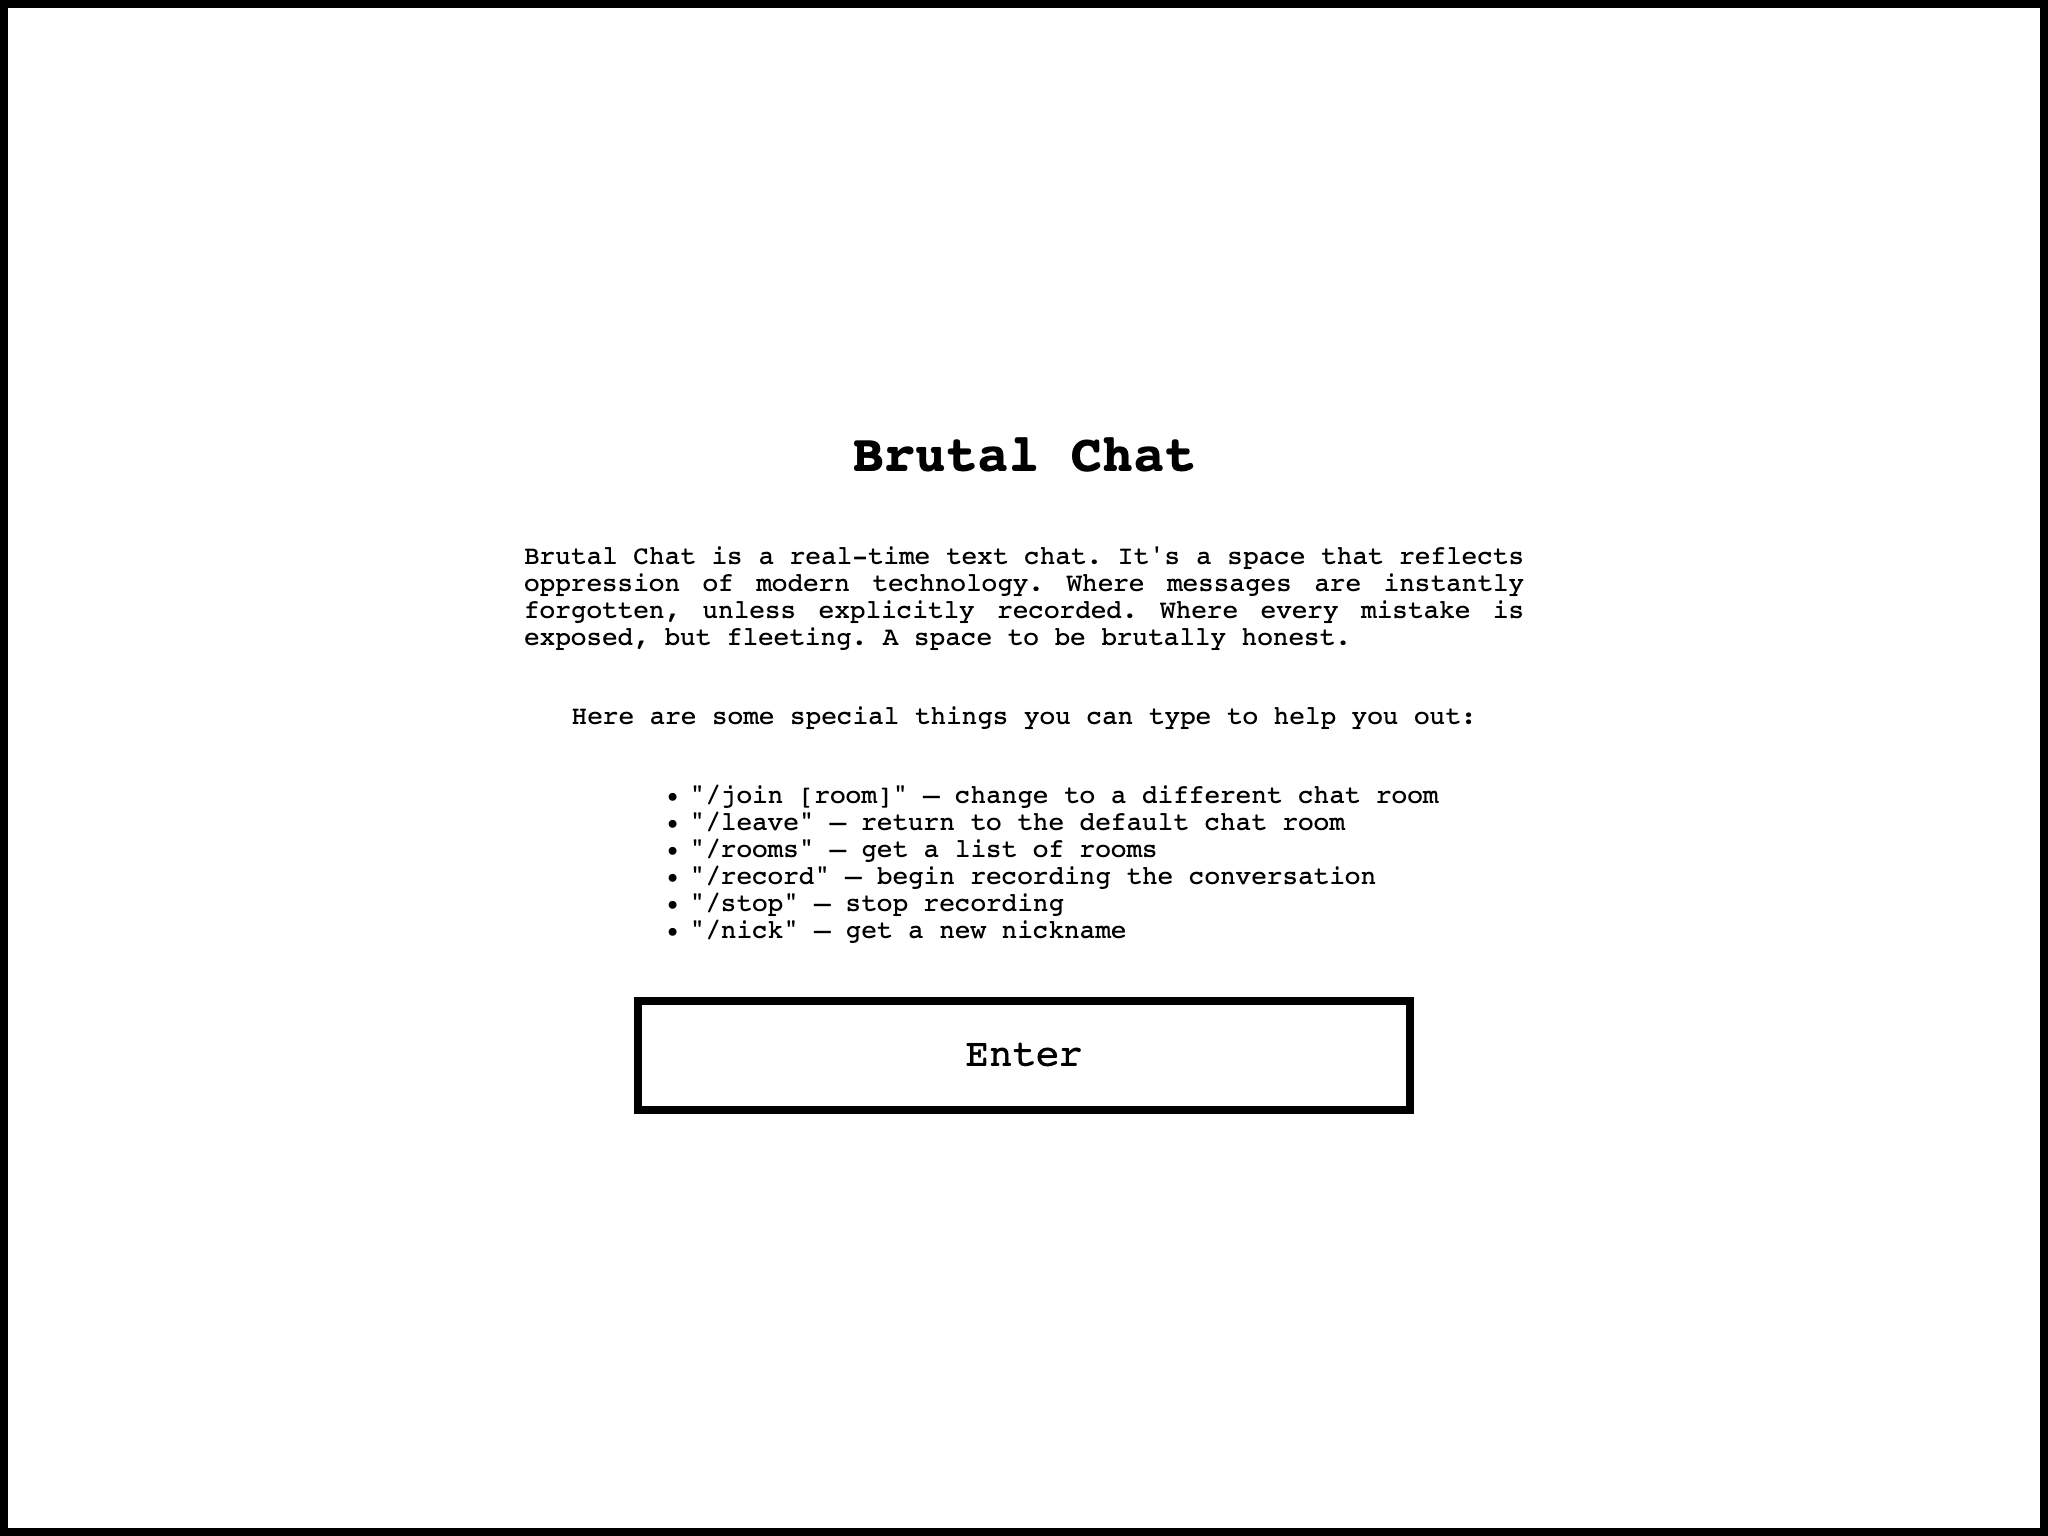 Brutal Chat
Brutal Chat is a real-time text chat. It's a space that reflects
oppression of modern technology. Where messages are instantly
forgotten, unless explicitly recorded. Where every mistake is
exposed, but fleeting. A space to be brutally honest.
Here are some special things you can type to help you out:
• "/join [room]" — change to a different chat room
• "/leave" — return to the default chat room
• "/rooms" — get a list of rooms
• "/record" — begin recording the conversation
• "/stop" — stop recording
• "/nick" — get a new nickname
Enter